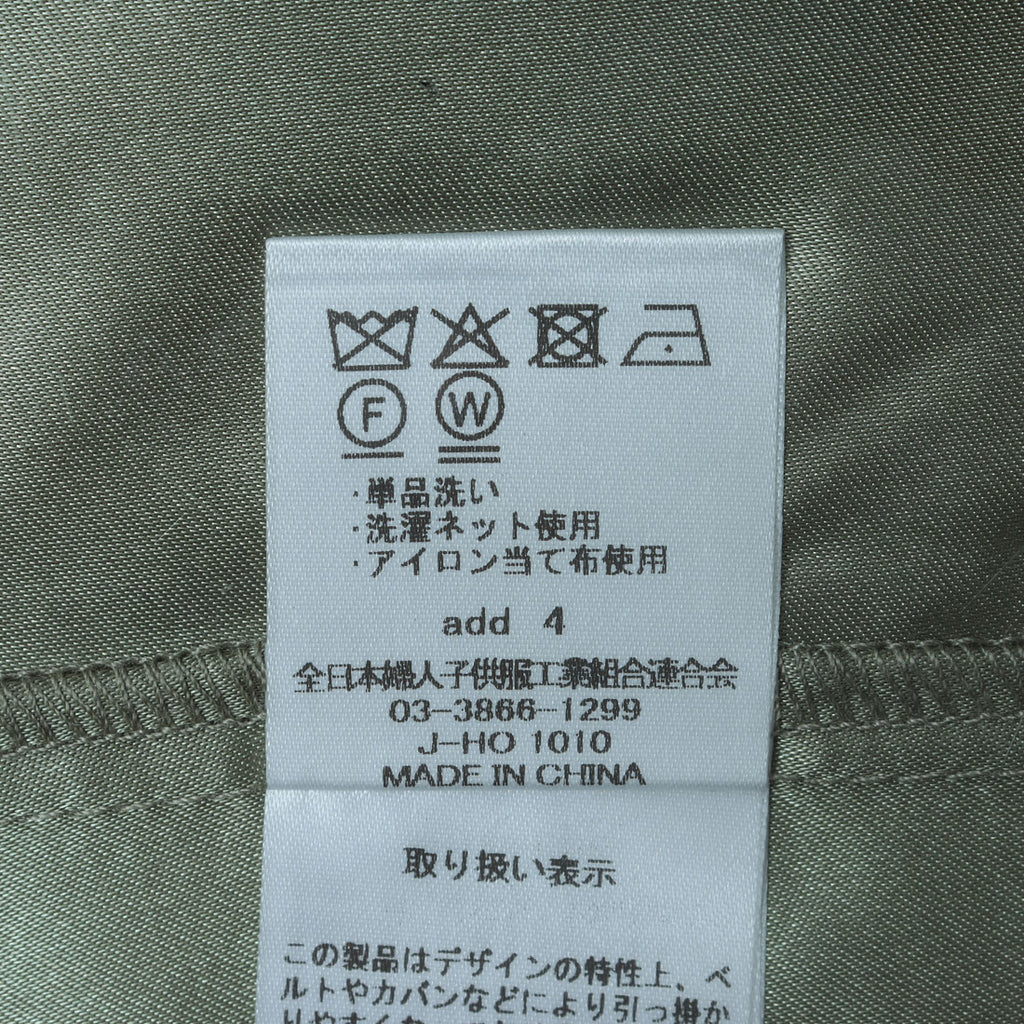 F W
・単品洗い
・洗濯ネット使用
・アイロン当て布使用
add 4
全日本婦人子供服工業組合連合会
03-3866-1299
J-HO 1010
MADE IN CHINA
取り扱い表示
この製品はデザインの特性上、ベ
ルトやカバンなどにより引っ掛か
りやすく